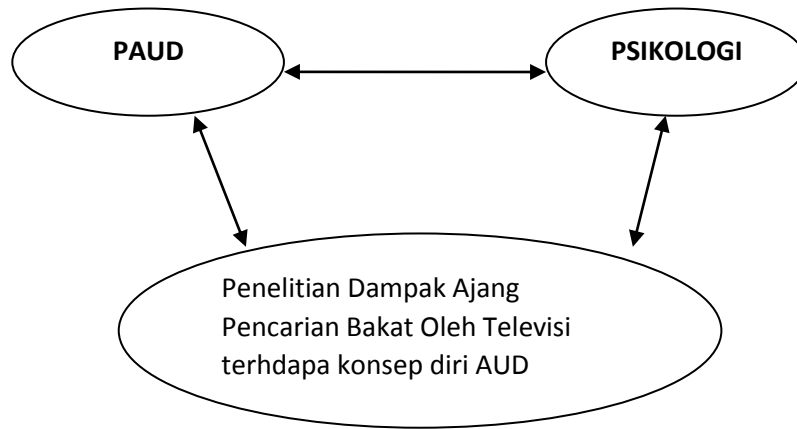 PAUD
PSIKOLOGI
Penelitian Dampak Ajang
Pencarian Bakat Oleh Televisi
terhdapa konsep diri AUD